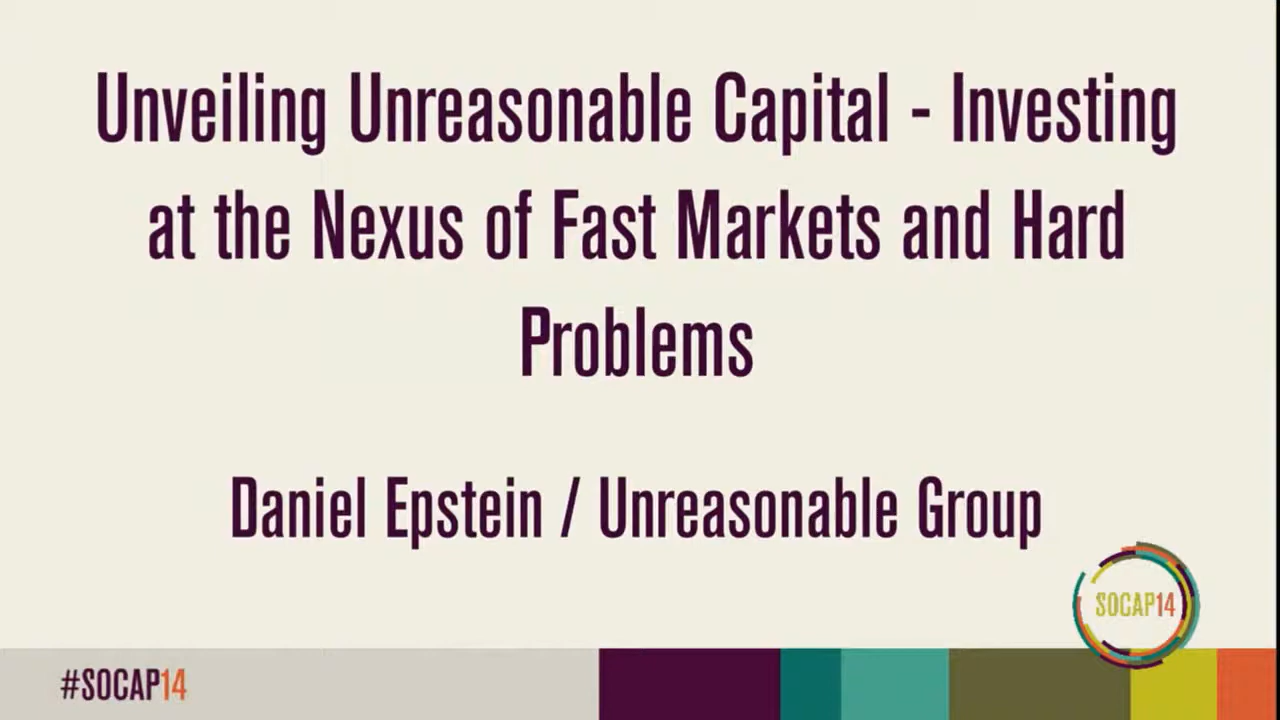 Unveiling Unreasonable Capital - Investing
at the Nexus of Fast Markets and Hard
Problems
Daniel Epstein / Unreasonable Group
SOCAP14
#SOCAP14